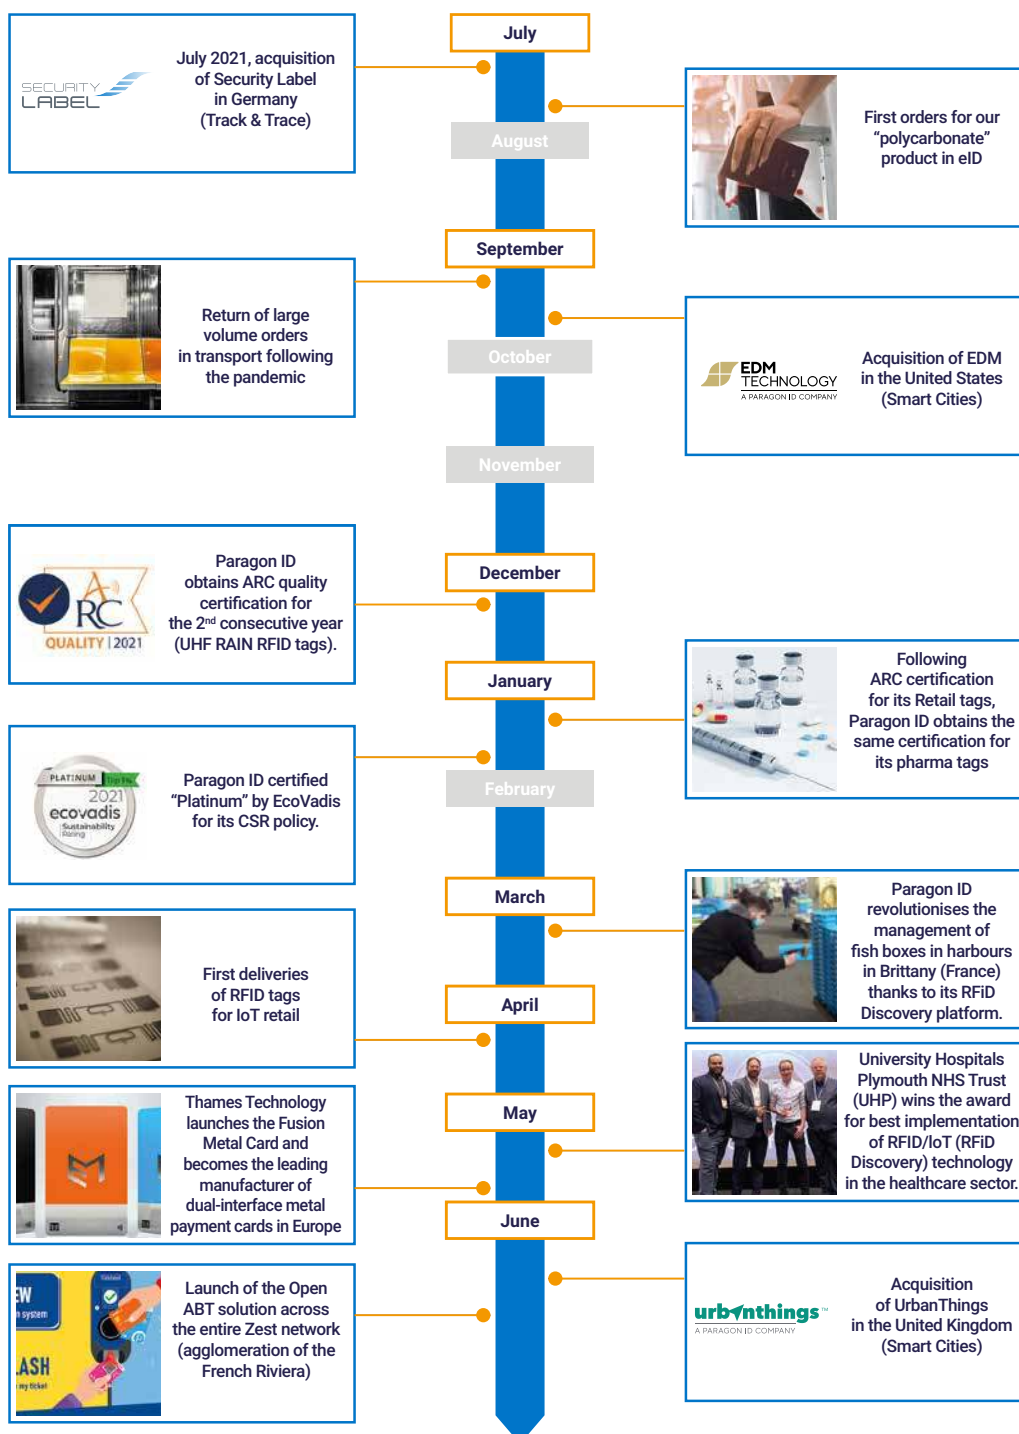 July
SECURITY
LABEL
July 2021, acquisition
of Security Label
in Germany
(Track & Trace)
First orders for our
“polycarbonate”
product in eID
August
September
Return of large
volume orders
in transport following
the pandemic
EDM
TECHNOLOGY
A PARAGON ID COMPANY
Acquisition of EDM
in the United States
(Smart Cities)
October
November
December
ARC
QUALITY | 2021
Paragon ID
obtains ARC quality
certification for
the 2nd consecutive year
(UHF RAIN RFID tags).
January
Following
ARC certification
for its Retail tags,
Paragon ID obtains the
same certification for
its pharma tags
PLATINUM
Top 1%
2021
ecovadis
Sustainability
Rating
Paragon ID certified
“Platinum” by EcoVadis
for its CSR policy.
February
March
Paragon ID
revolutionises the
management of
fish boxes in harbours
in Brittany (France)
thanks to its RFiD
Discovery platform.
First deliveries
of RFID tags
for IoT retail
April
May
University Hospitals
Plymouth NHS Trust
(UHP) wins the award
for best implementation
of RFID/IoT (RFiD
Discovery) technology
in the healthcare sector.
Thames Technology
launches the Fusion
Metal Card and
becomes the leading
manufacturer of
dual-interface metal
payment cards in Europe
June
EW
n system
LASH
my ticket
Launch of the Open
ABT solution across
the entire Zest network
(agglomeration of the
French Riviera)
urbanthings™
A PARAGON ID COMPANY
Acquisition
of UrbanThings
in the United Kingdom
(Smart Cities)